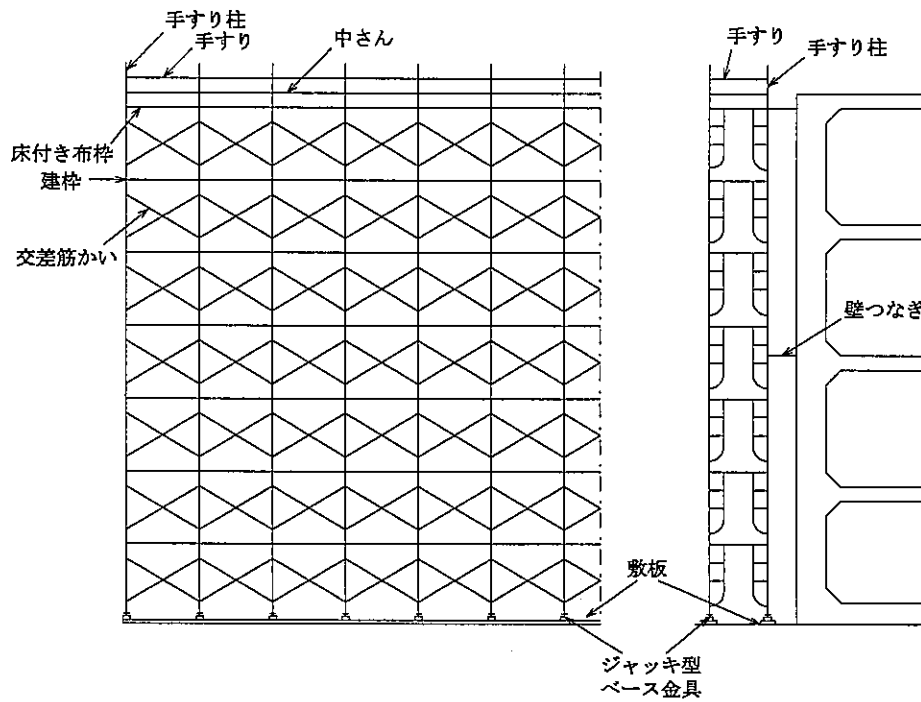 手すり柱
手すり
中さん
床付き布枠
建枠
交差筋かい
手すり
手すり柱
壁つなぎ
敷板
ジャッキ型
ベース金具